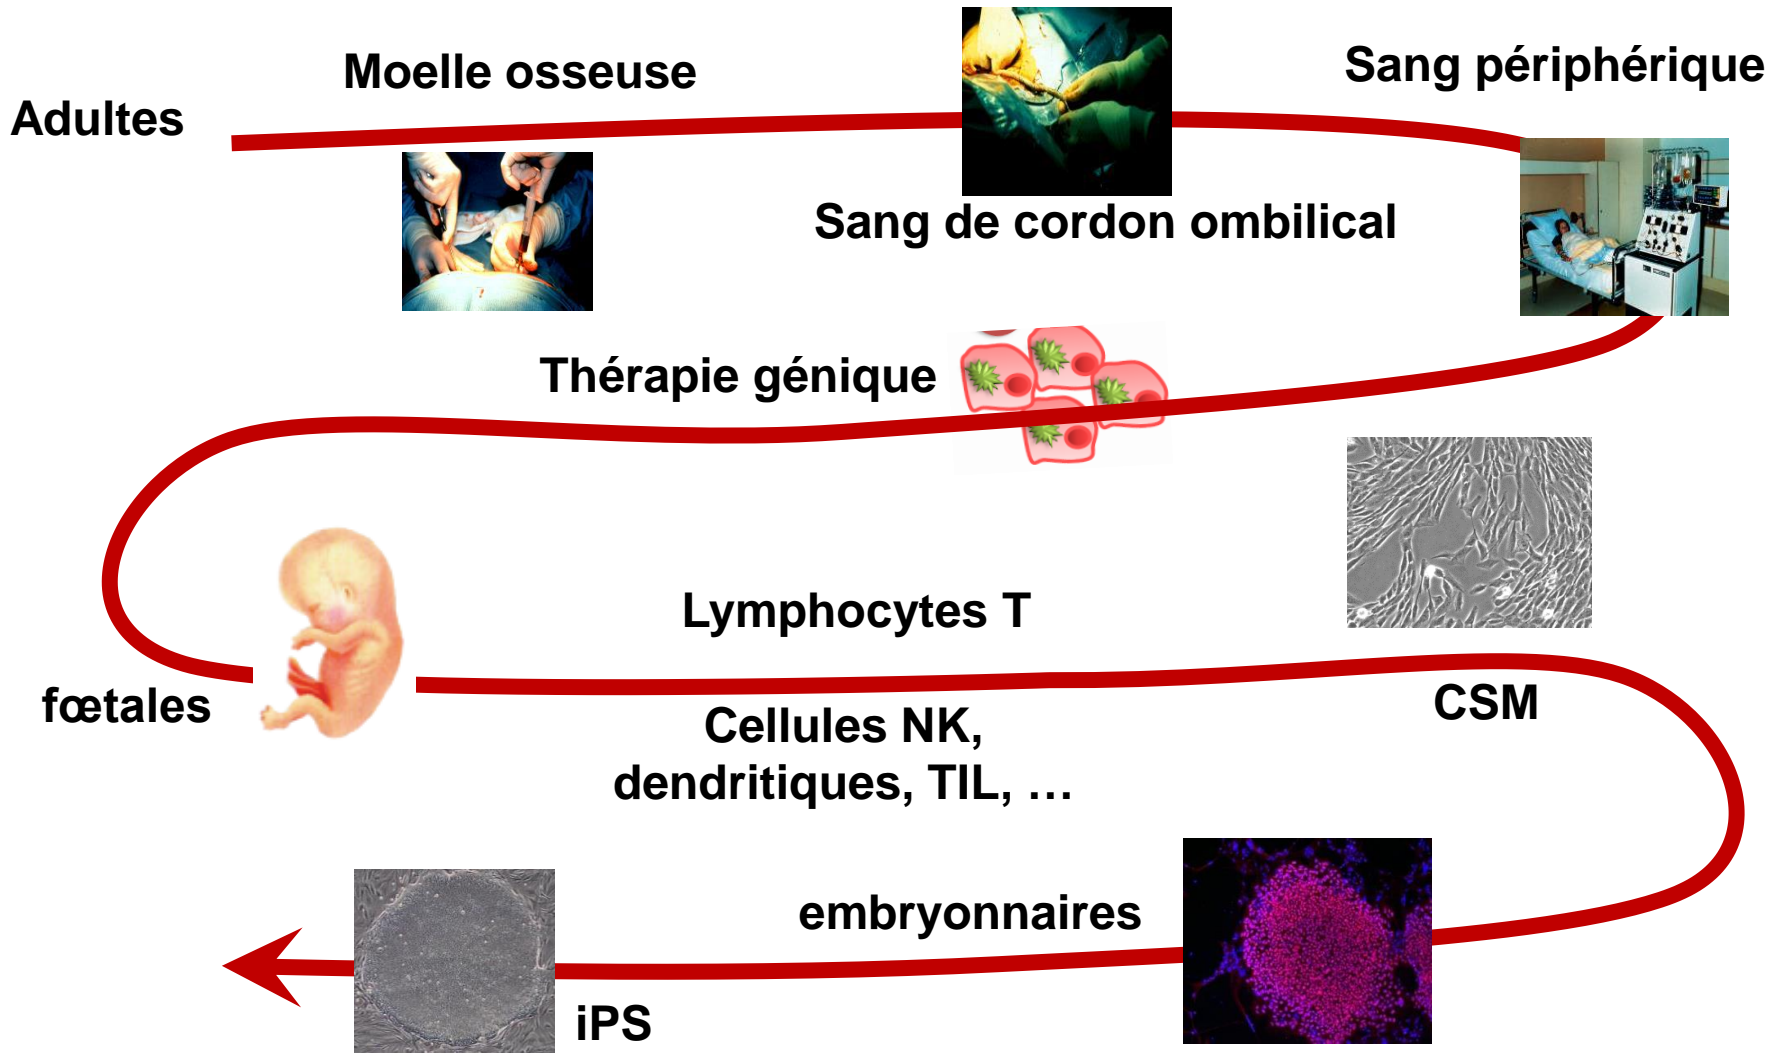 Adultes
Moelle osseuse
Sang périphérique
Sang de cordon ombilical
Thérapie génique
fœtales
Lymphocytes T
Cellules NK,
dendritiques, TIL, …
CSM
embryonnaires
iPS